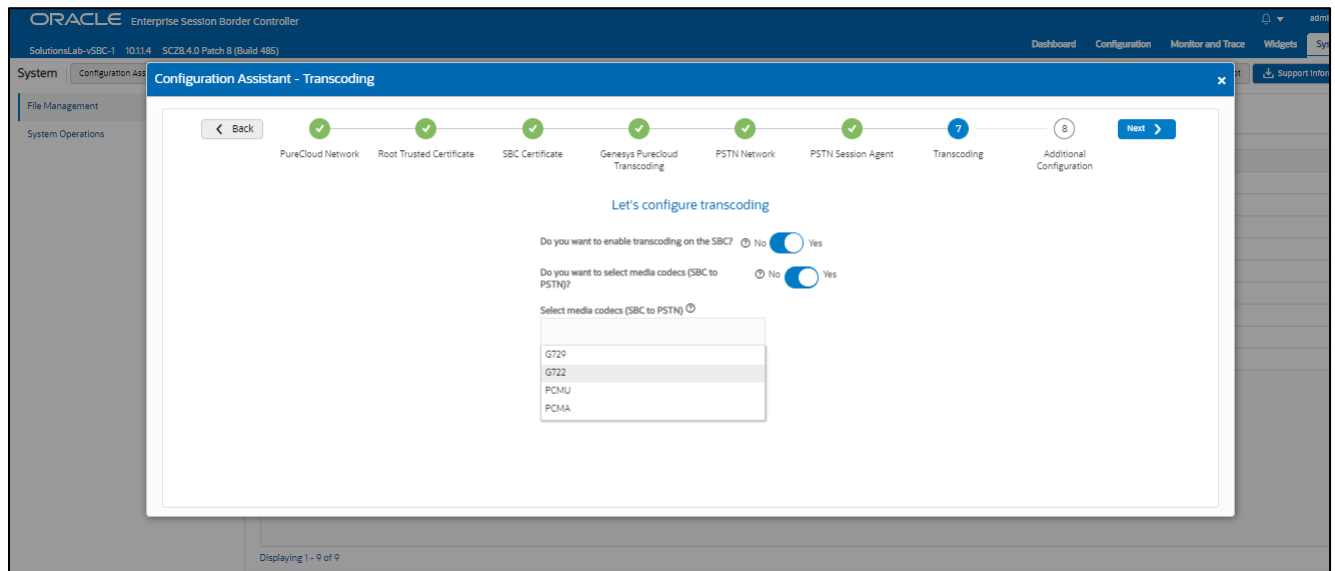 ORACLE Enterprise Session Border Controller
SolutionsLab-vSBC-1 10.1.1.4 SCZ8.4.0 Patch 8 (Build 485)
Dashboard Configuration Monitor and Trace Widgets
System Configuration
Support
File Management
System Operations
Configuration Assistant - Transcoding
Back
7
8
Next
PureCloud Network
Root Trusted Certificate
SBC Certificate
Genesys Purecloud
Transcoding
PSTN Network
PSTN Session Agent
Transcoding
Additional
Configuration
Let's configure transcoding
Do you want to enable transcoding on the SBC? No Yes
Do you want to select media codecs (SBC to
PSTN)? No Yes
Select media codecs (SBC to PSTN)
G729
G722
PCMU
PCMA
Displaying 1 - 9 of 9